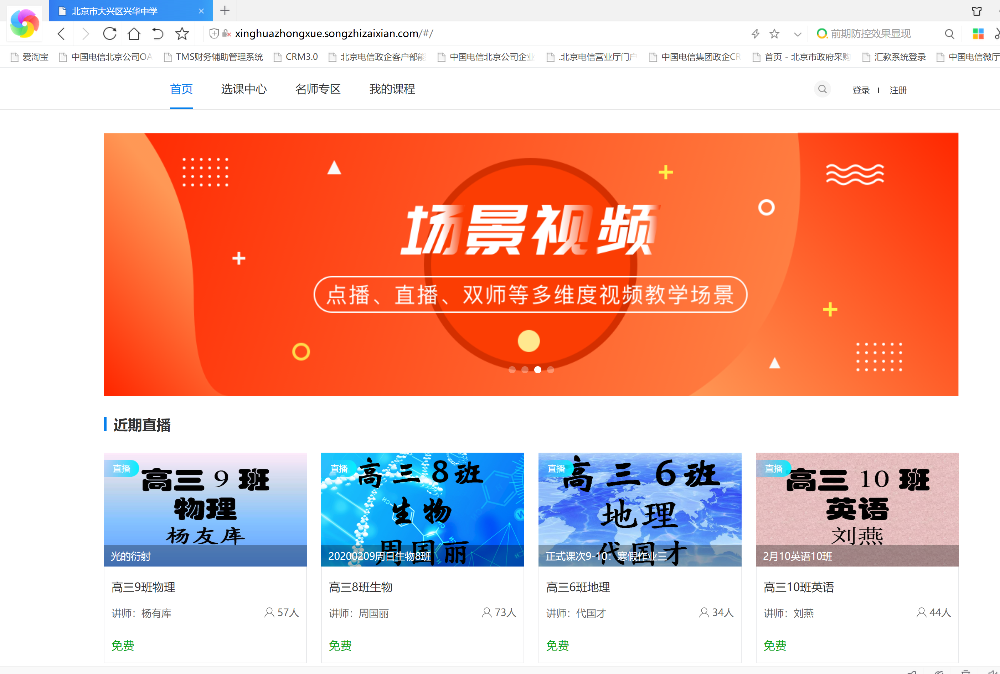 北京市大兴区兴华中学
xinghuazhongxue.songzhizaixian.com/#/
前期防控效果显现
爱淘宝 中国电信北京公司OA TMS财务辅助管理系统 CRM3.0 北京电信政企客户部能 中国电信北京公司企业 .北京电信营业厅门户 中国电信集团政企CR 首页 - 北京市政府采购 汇款系统登录 中国电信微厅
首页 选课中心 名师专区 我的课程 登录 注册
场景视频
点播、直播、双师等多维度视频教学场景
近期直播
直播
高三 9 班
物理
杨友库
光的衍射
高三9班物理
讲师：杨有库 57人
免费
直播
高三8班
生物
周国丽
20200209周日生物8班
高三8班生物
讲师：周国丽 73人
免费
直播
高三6班
地理
代国才
正式课次9-10：寒假作业三
高三6班地理
讲师：代国才 34人
免费
直播
高三 10 班
英语
刘燕
2月10英语10班
高三10班英语
讲师：刘燕 44人
免费